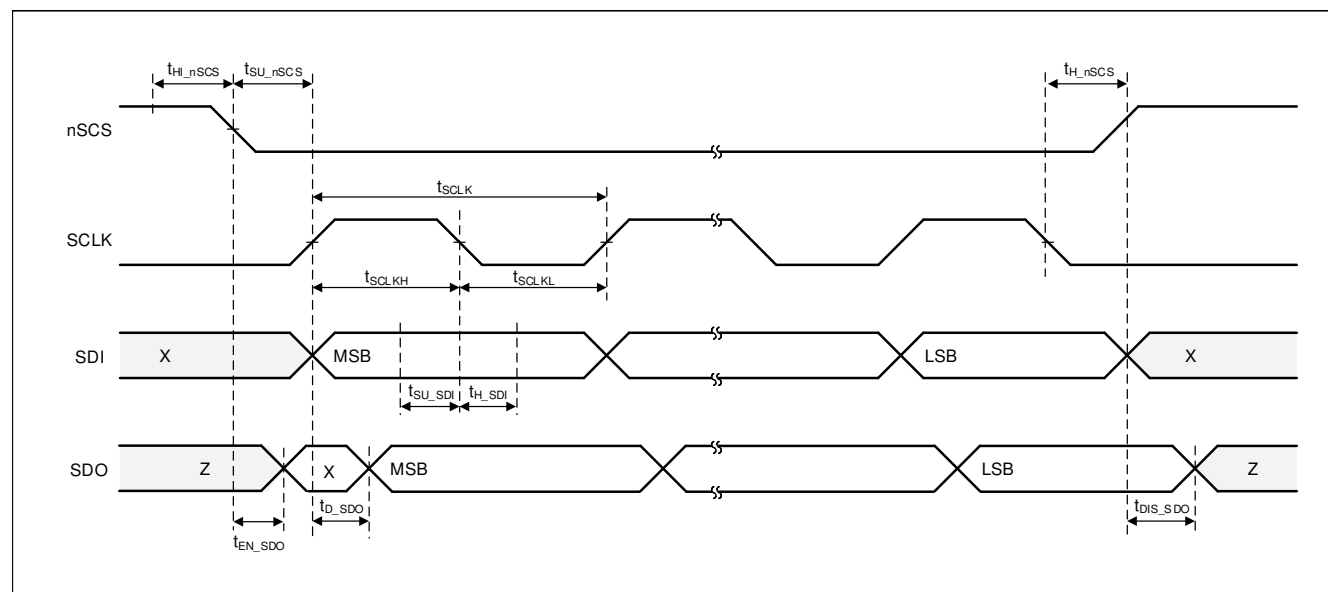 tHI_nSCS tSU_nSCS tH_nSCS
nSCS
tSCLK
SCLK
tSCLKH tSCLKL
SDI X MSB LSB X
tSU_SDI tH_SDI
SDO Z X MSB LSB Z
tD_SDO tDIS_SDO
tEN_SDO